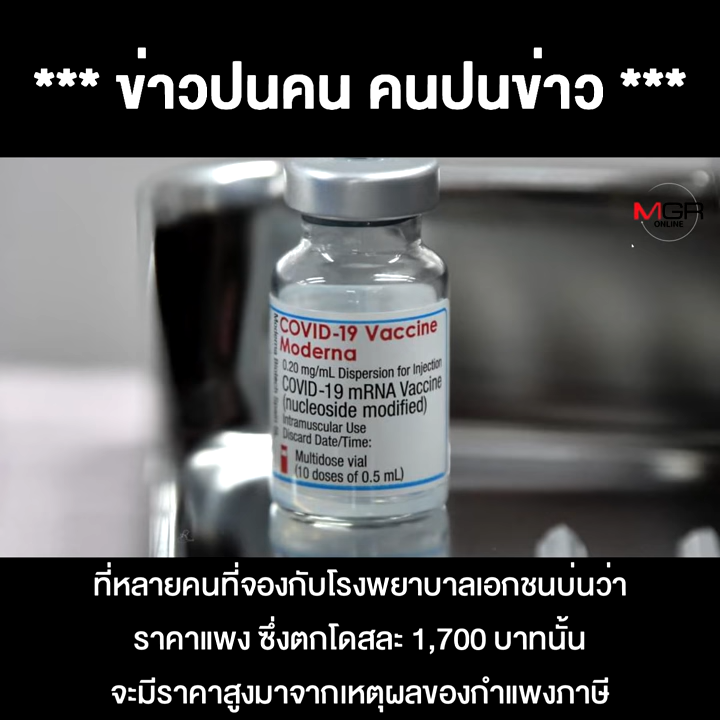 *** ข่าวปนคน คนปนข่าว ***
MGR
ONLINE
COVID-19 Vaccine
Moderna
0.20 mg/mL Dispersion for Injection
COVID-19 mRNA Vaccine
(nucleoside modified)
Intramuscular Use
Discard Date/Time:
Multidose vial
(10 doses of 0.5 mL)
ที่หลายคนที่จองกับโรงพยาบาลเอกชนบ่นว่า
ราคาแพง ซึ่งตกโดสละ 1,700 บาทนั้น
จะมีราคาสูงมาจากเหตุผลของกำแพงภาษี